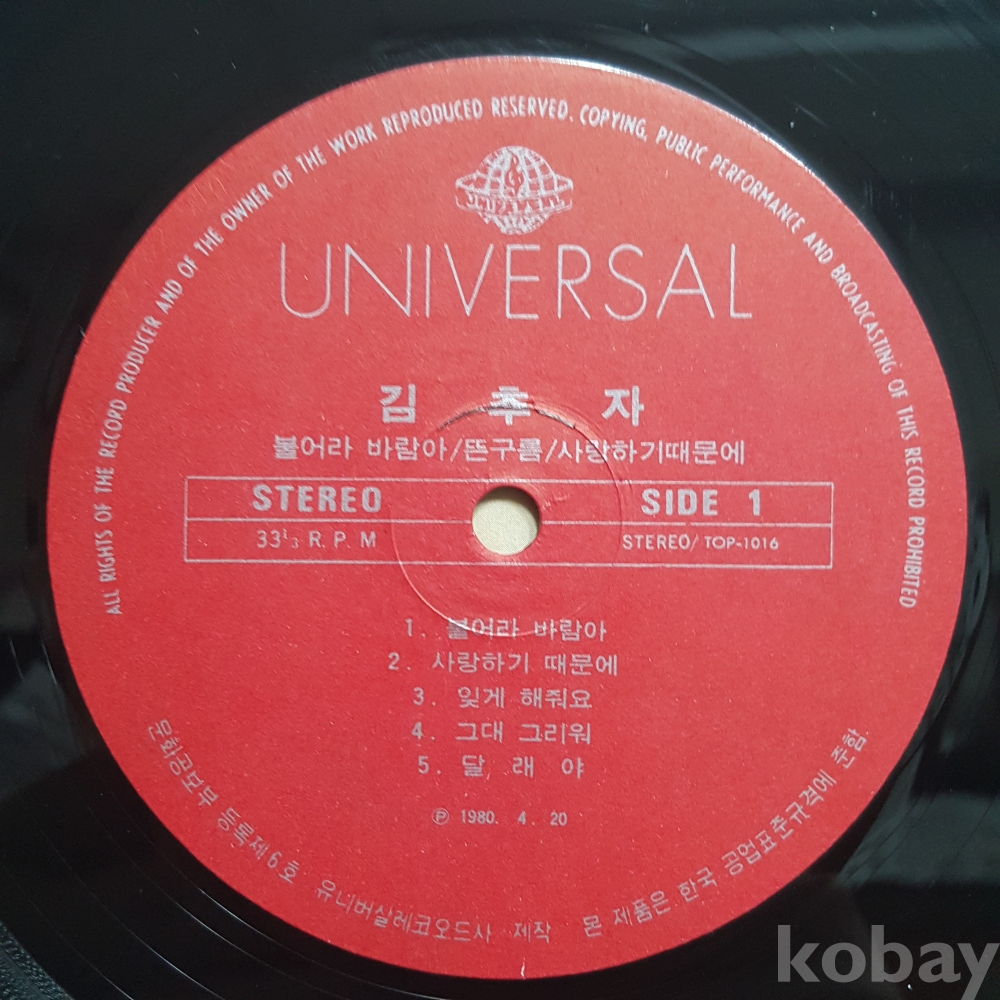 ALL RIGHTS OF THE RECORD PRODUCER AND OF THE OWNER OF THE WORK REPRODUCED RESERVED. COPYING, PUBLIC PERFORMANCE AND BROADCASTING OF THIS RECORD PROHIBITED
UNIVERSAL
UNIVERSAL
김 추 자
불어라 바람아/뜬구름/사랑하기때문에
STEREO SIDE 1
33⅓ R.P.M STEREO/TOP-1016
1. 불어라 바람아
2. 사랑하기 때문에
3. 잊게 해줘요
4. 그대 그리워
5. 달래야
℗ 1980. 4. 20
문화공보부 등록제6호 유니버살레코오드사 제작 본 제품은 한국 공업표준규격에 준함.
kobay